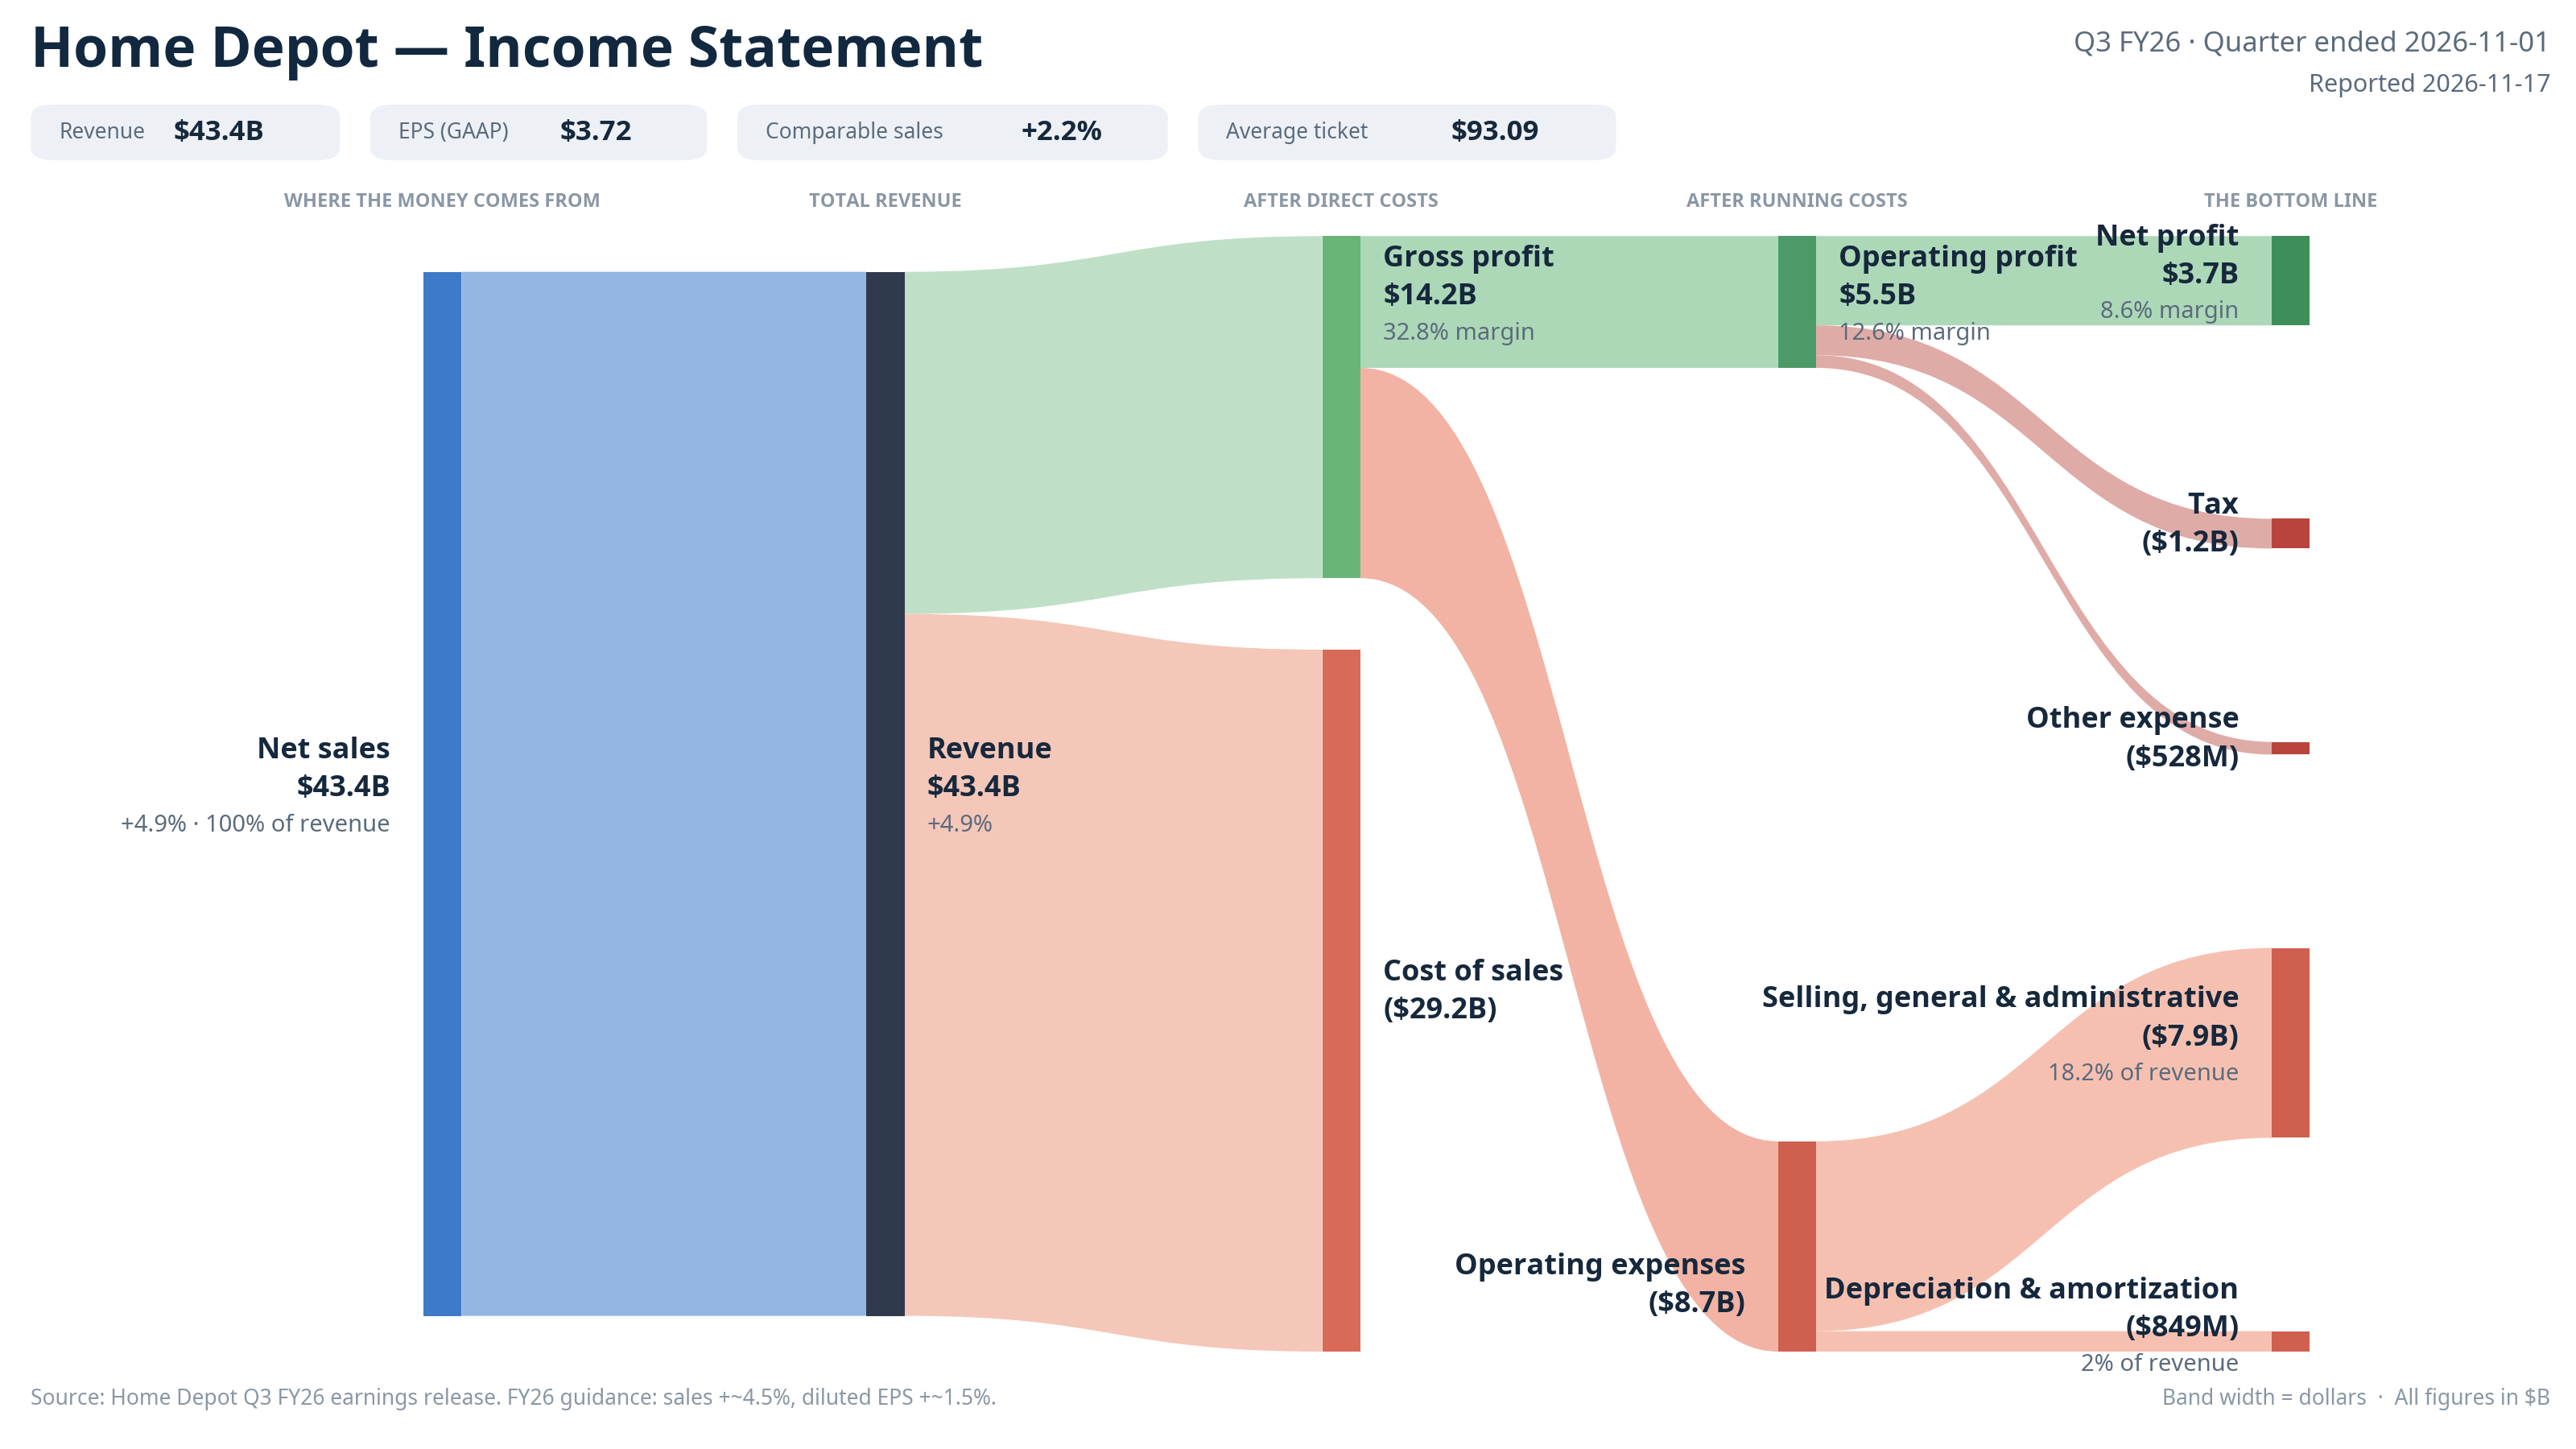 Home Depot — Income Statement
Q3 FY26 · Quarter ended 2026-11-01
Reported 2026-11-17
Revenue $43.4B
EPS (GAAP) $3.72
Comparable sales +2.2%
Average ticket $93.09
WHERE THE MONEY COMES FROM
TOTAL REVENUE
AFTER DIRECT COSTS
AFTER RUNNING COSTS
THE BOTTOM LINE
Net sales
$43.4B
+4.9% · 100% of revenue
Revenue
$43.4B
+4.9%
Gross profit
$14.2B
32.8% margin
Cost of sales
($29.2B)
Operating profit
$5.5B
12.6% margin
Operating expenses
($8.7B)
Net profit
$3.7B
8.6% margin
Tax
($1.2B)
Other expense
($528M)
Selling, general & administrative
($7.9B)
18.2% of revenue
Depreciation & amortization
($849M)
2% of revenue
Source: Home Depot Q3 FY26 earnings release. FY26 guidance: sales +~4.5%, diluted EPS +~1.5%.
Band width = dollars · All figures in $B